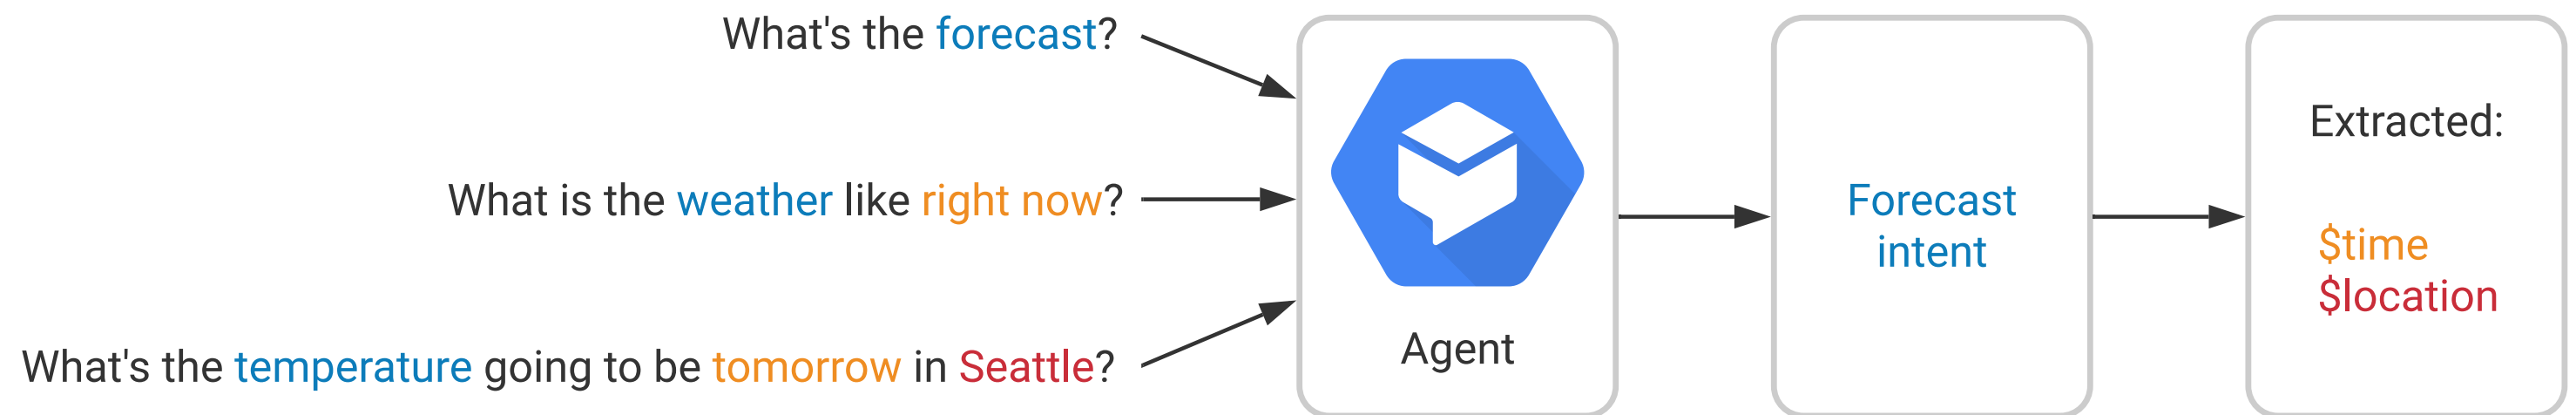 What's the forecast?
What is the weather like right now?
What's the temperature going to be tomorrow in Seattle?
Agent
Forecast
intent
Extracted:
$time
$location